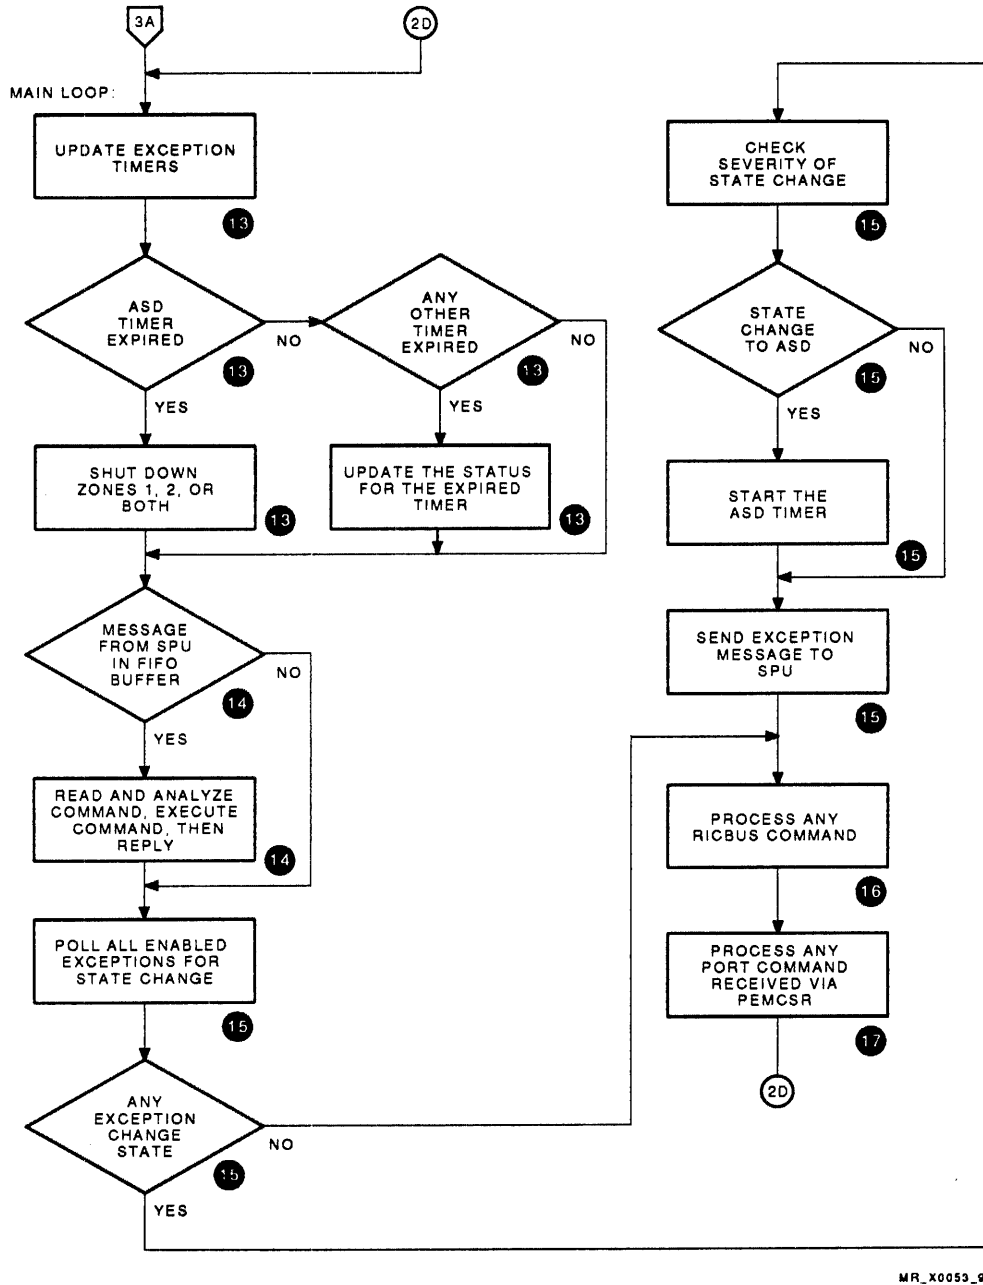 3A
2D
MAIN LOOP:
UPDATE EXCEPTION
TIMERS
13
ASD
TIMER
EXPIRED
NO
13
YES
ANY
OTHER
TIMER
EXPIRED
NO
13
YES
SHUT DOWN
ZONES 1, 2, OR
BOTH
13
UPDATE THE STATUS
FOR THE EXPIRED
TIMER
13
MESSAGE
FROM SPU
IN FIFO
BUFFER
NO
14
YES
READ AND ANALYZE
COMMAND, EXECUTE
COMMAND, THEN
REPLY
14
POLL ALL ENABLED
EXCEPTIONS FOR
STATE CHANGE
15
ANY
EXCEPTION
CHANGE
STATE
NO
15
YES
CHECK
SEVERITY OF
STATE CHANGE
15
STATE
CHANGE
TO ASD
NO
15
YES
START THE
ASD TIMER
15
SEND EXCEPTION
MESSAGE TO
SPU
15
PROCESS ANY
RICBUS COMMAND
16
PROCESS ANY
PORT COMMAND
RECEIVED VIA
PEMCSR
17
2D
MR_X0053_9